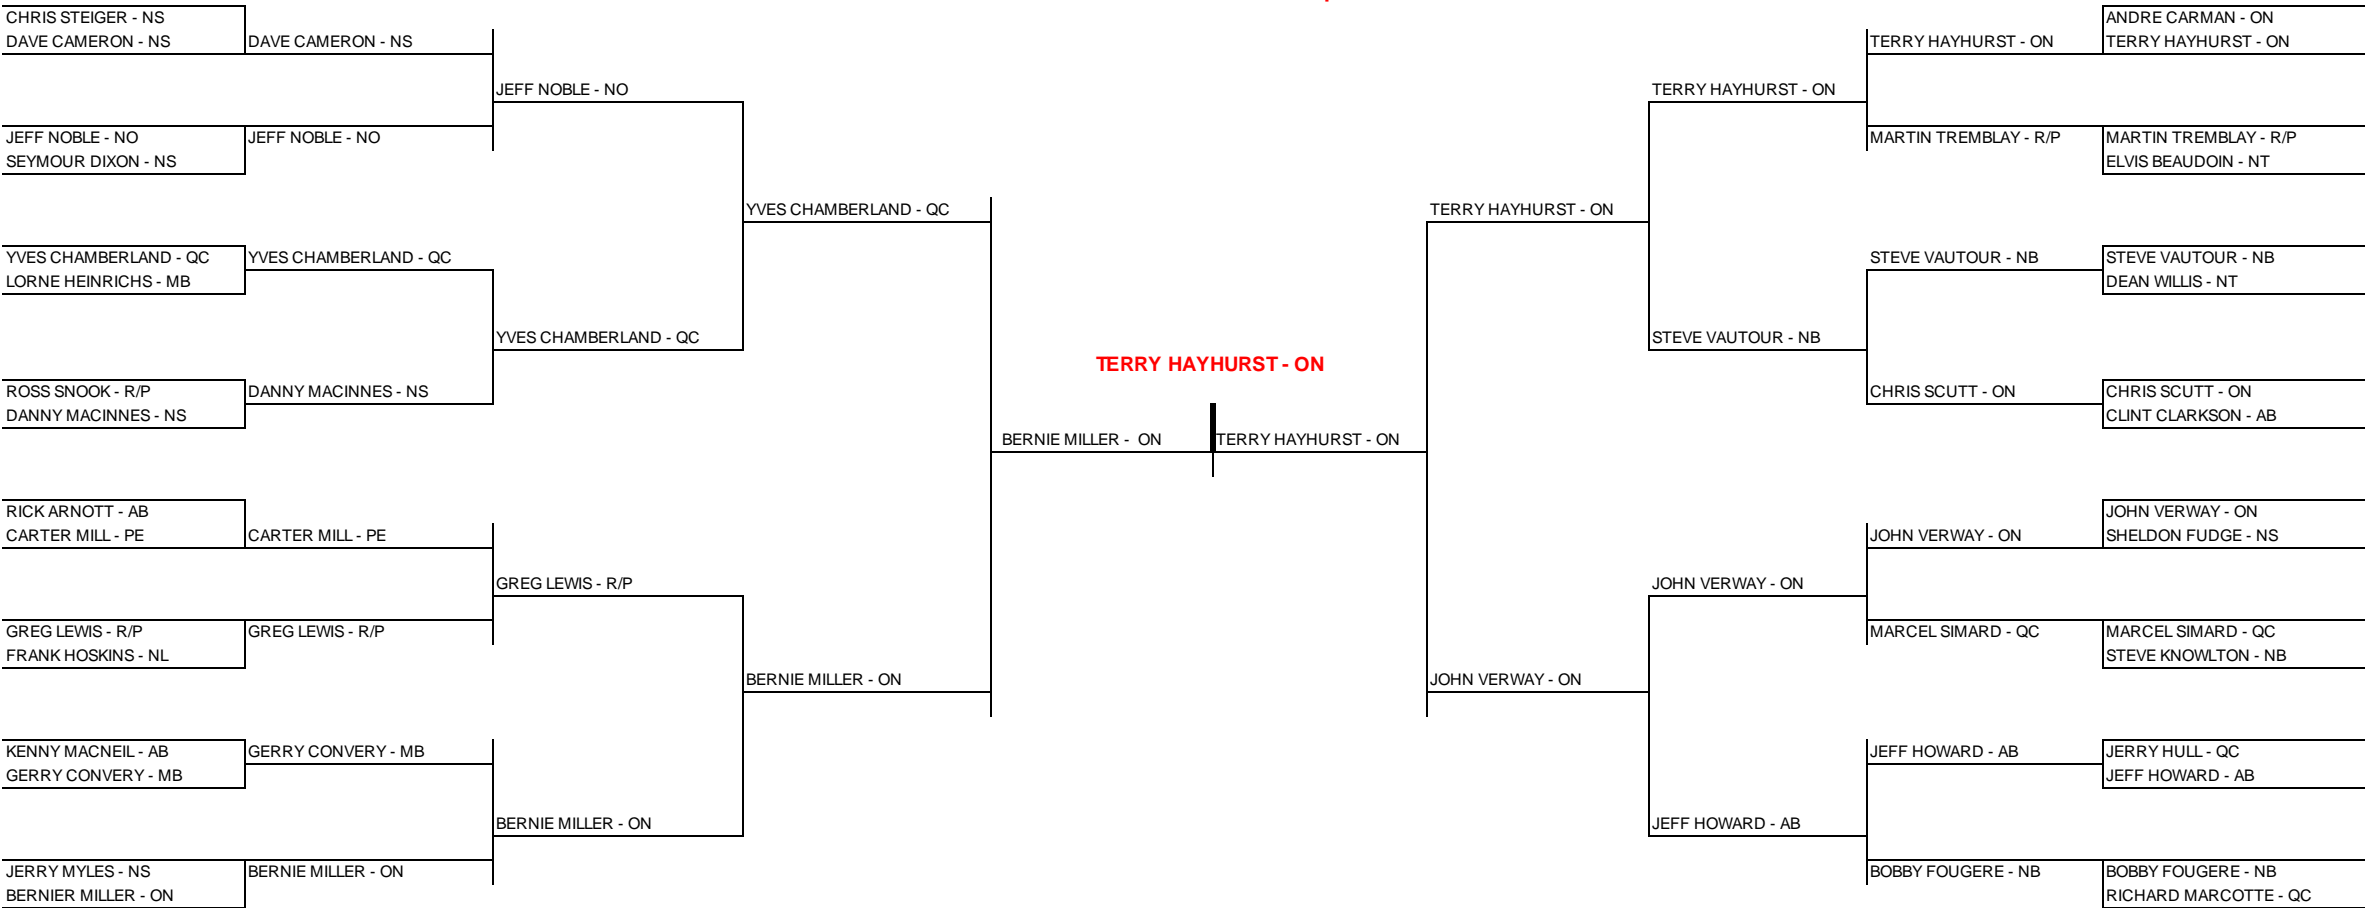 CHRIS STEIGER - NS
DAVE CAMERON - NS
DAVE CAMERON - NS
JEFF NOBLE - NO
JEFF NOBLE - NO
SEYMOUR DIXON - NS
JEFF NOBLE - NO
YVES CHAMBERLAND - QC
YVES CHAMBERLAND - QC
LORNE HEINRICHS - MB
YVES CHAMBERLAND - QC
YVES CHAMBERLAND - QC
ROSS SNOOK - R/P
DANNY MACINNES - NS
DANNY MACINNES - NS
RICK ARNOTT - AB
CARTER MILL - PE
CARTER MILL - PE
GREG LEWIS - R/P
GREG LEWIS - R/P
FRANK HOSKINS - NL
GREG LEWIS - R/P
BERNIE MILLER - ON
KENNY MACNEIL - AB
GERRY CONVERY - MB
GERRY CONVERY - MB
BERNIE MILLER - ON
JERRY MYLES - NS
BERNIER MILLER - ON
BERNIE MILLER - ON
TERRY HAYHURST - ON
BERNIE MILLER - ON
TERRY HAYHURST - ON
ANDRE CARMAN - ON
TERRY HAYHURST - ON
TERRY HAYHURST - ON
TERRY HAYHURST - ON
MARTIN TREMBLAY - R/P
MARTIN TREMBLAY - R/P
ELVIS BEAUDOIN - NT
TERRY HAYHURST - ON
STEVE VAUTOUR - NB
STEVE VAUTOUR - NB
DEAN WILLIS - NT
STEVE VAUTOUR - NB
CHRIS SCUTT - ON
CHRIS SCUTT - ON
CLINT CLARKSON - AB
JOHN VERWAY - ON
SHELDON FUDGE - NS
JOHN VERWAY - ON
JOHN VERWAY - ON
MARCEL SIMARD - QC
MARCEL SIMARD - QC
STEVE KNOWLTON - NB
JOHN VERWAY - ON
JEFF HOWARD - AB
JERRY HULL - QC
JEFF HOWARD - AB
JEFF HOWARD - AB
BOBBY FOUGERE - NB
BOBBY FOUGERE - NB
RICHARD MARCOTTE - QC